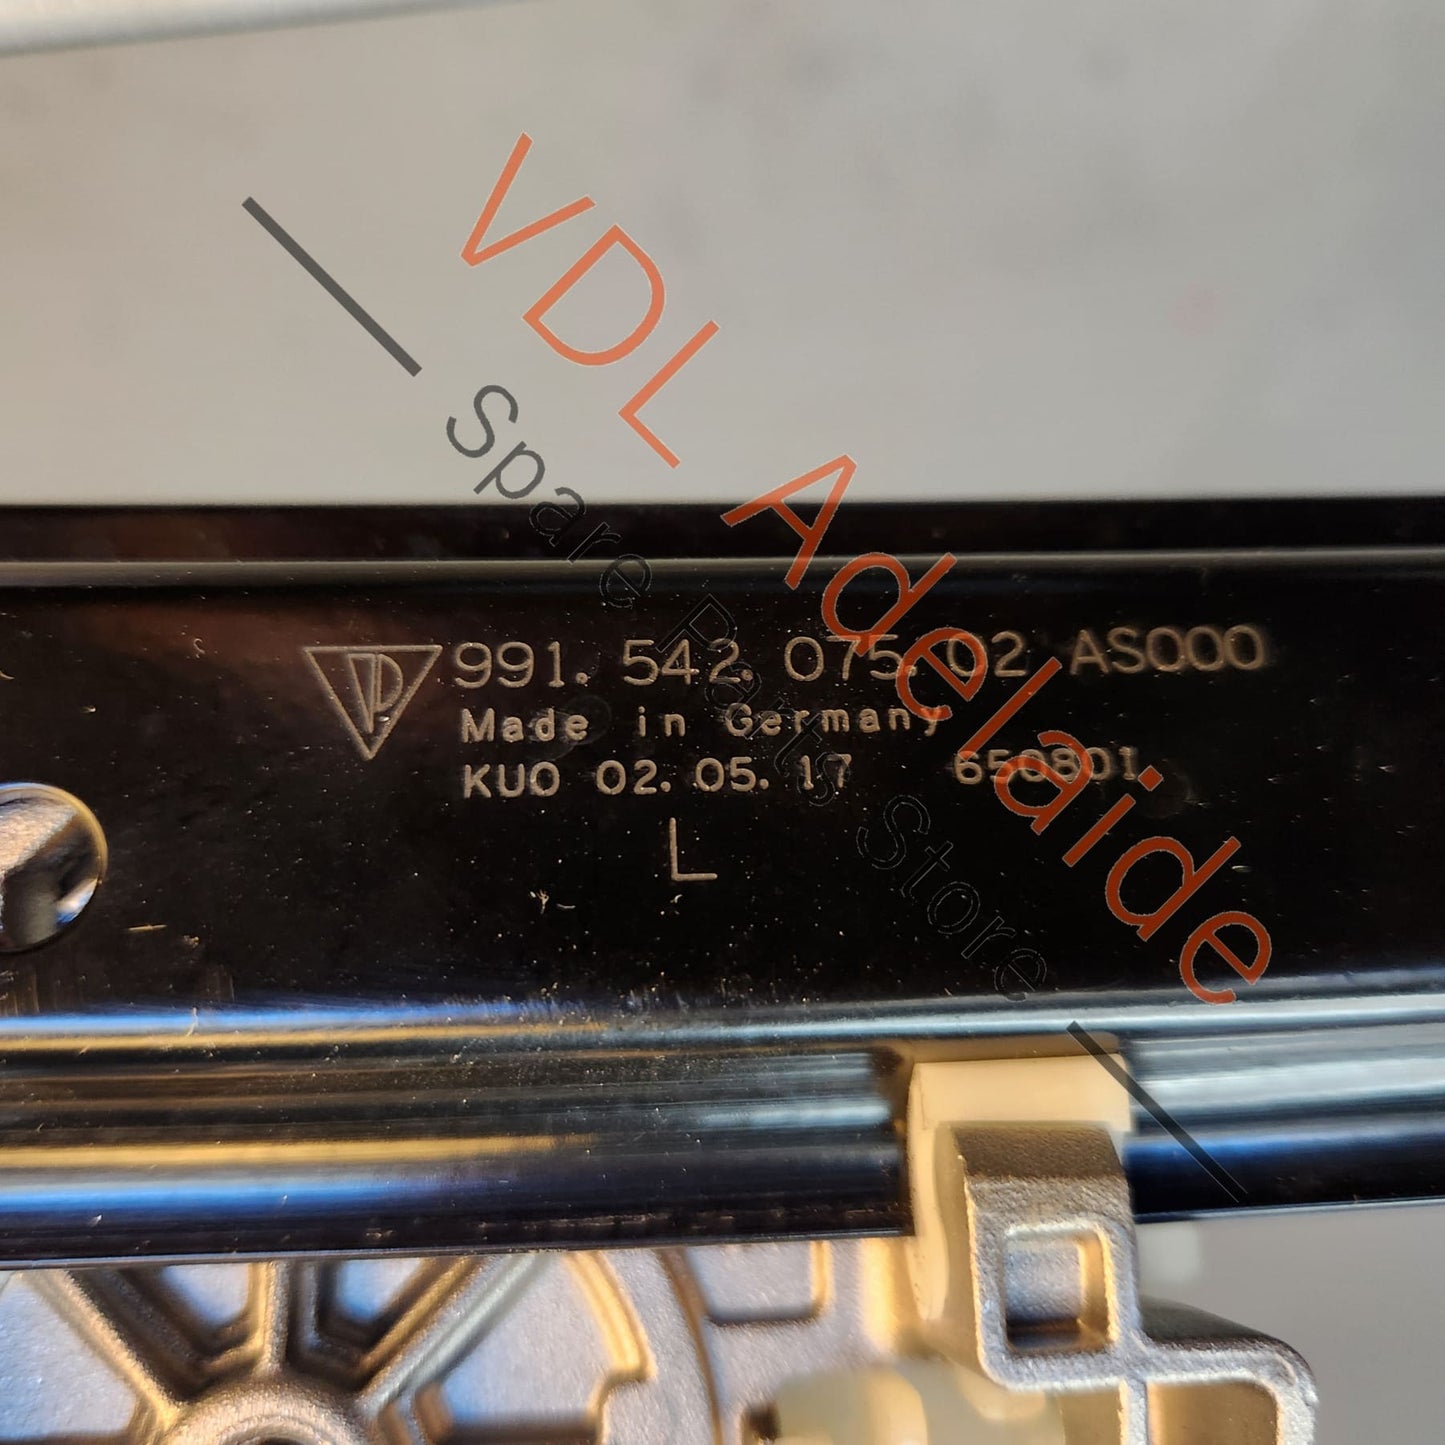 VDL Adelaide
Spare Parts Store
991. 542. 075. 02 AS000
Made in Germany
KUO 02. 05. 17 650801
L